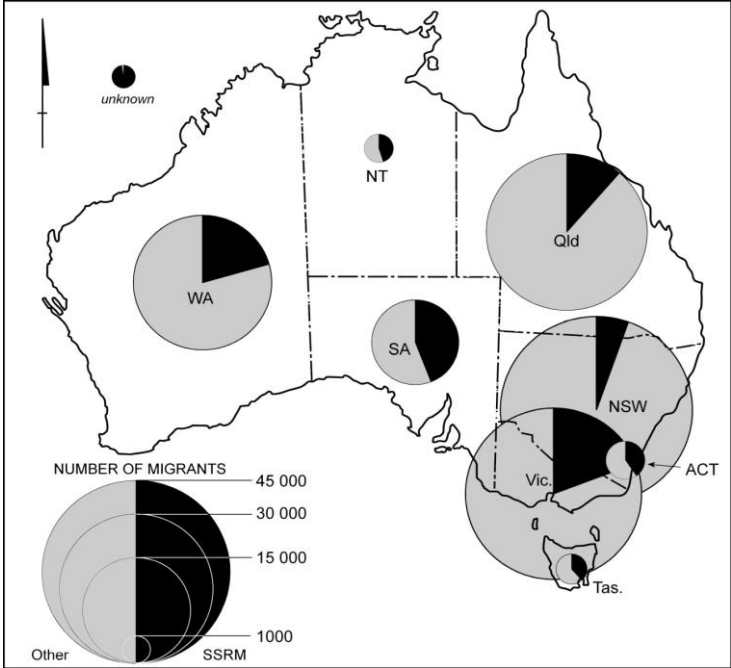 unknown
NT
Qld
WA
SA
NSW
Vic.
ACT
Tas.
NUMBER OF MIGRANTS
45 000
30 000
15 000
1000
Other
SSRM